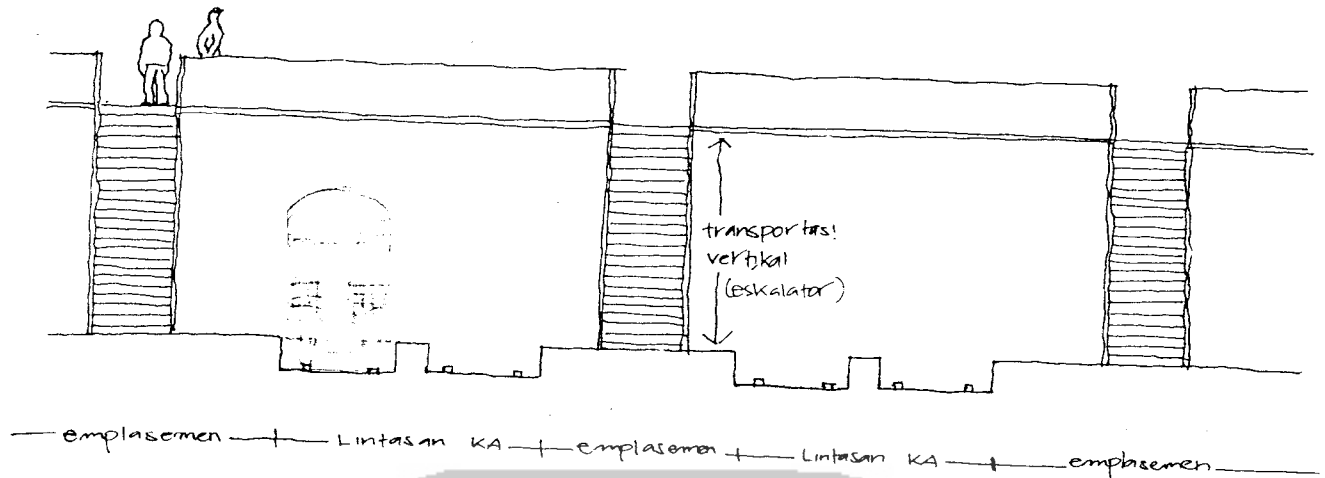 transportasi
vertikal
(eskalator)
emplasemen
Lintasan KA
emplasemen
Lintasan KA
emplasemen